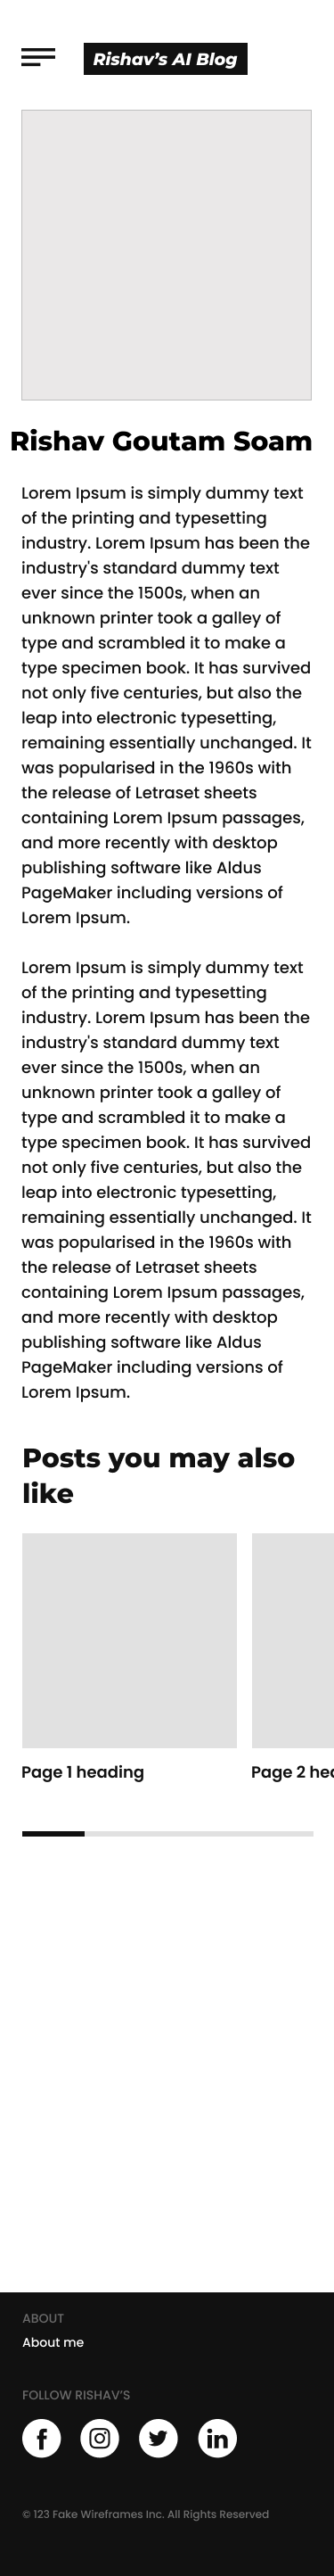 Rishav’s AI Blog
Rishav Goutam Soam
Lorem Ipsum is simply dummy text
of the printing and typesetting
industry. Lorem Ipsum has been the
industry's standard dummy text
ever since the 1500s, when an
unknown printer took a galley of
type and scrambled it to make a
type specimen book. It has survived
not only five centuries, but also the
leap into electronic typesetting,
remaining essentially unchanged. It
was popularised in the 1960s with
the release of Letraset sheets
containing Lorem Ipsum passages,
and more recently with desktop
publishing software like Aldus
PageMaker including versions of
Lorem Ipsum.
Lorem Ipsum is simply dummy text
of the printing and typesetting
industry. Lorem Ipsum has been the
industry's standard dummy text
ever since the 1500s, when an
unknown printer took a galley of
type and scrambled it to make a
type specimen book. It has survived
not only five centuries, but also the
leap into electronic typesetting,
remaining essentially unchanged. It
was popularised in the 1960s with
the release of Letraset sheets
containing Lorem Ipsum passages,
and more recently with desktop
publishing software like Aldus
PageMaker including versions of
Lorem Ipsum.
Posts you may also
like
Page 1 heading
Page 2
ABOUT
About me
FOLLOW RISHAV’S
© 123 Fake Wireframes Inc. All Rights Reserved